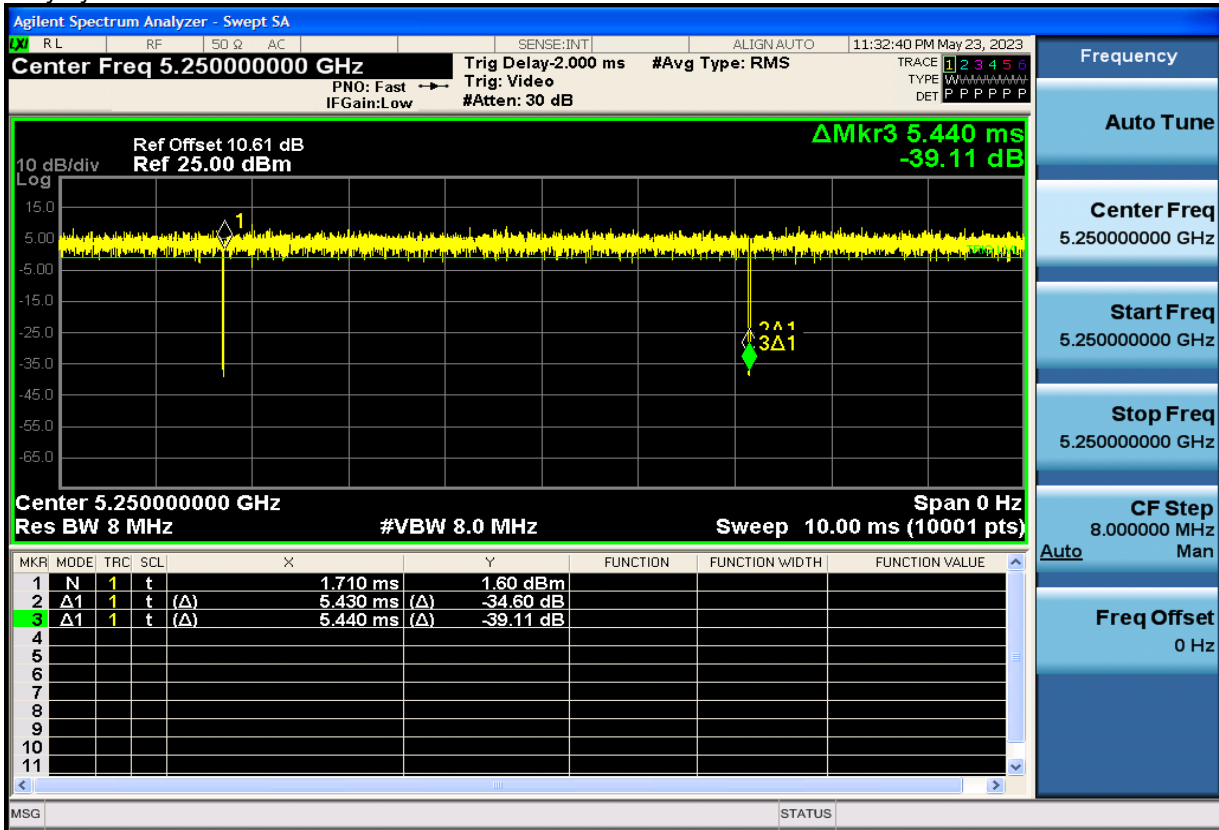 Agilent Spectrum Analyzer - Swept SA
LXI RL RF 50 Ω AC SENSE:INT ALIGN AUTO 11:32:40 PM May 23, 2023
Center Freq 5.250000000 GHz
PNO: Fast
IFGain:Low
Trig Delay-2.000 ms
Trig: Video
#Atten: 30 dB
#Avg Type: RMS
TRACE 1 2 3 4 5 6
TYPE WWWWWW
DET P P P P P P
ΔMkr3 5.440 ms
-39.11 dB
Ref Offset 10.61 dB
10 dB/div Ref 25.00 dBm
Log
15.0
5.00
-5.00
-15.0
-25.0
-35.0
-45.0
-55.0
-65.0
1
2Δ1
3Δ1
Center 5.250000000 GHz Span 0 Hz
Res BW 8 MHz #VBW 8.0 MHz Sweep 10.00 ms (10001 pts)
MKR MODE TRC SCL X Y FUNCTION FUNCTION WIDTH FUNCTION VALUE
1 N 1 t 1.710 ms 1.60 dBm
2 Δ1 1 t (Δ) 5.430 ms (Δ) -34.60 dB
3 Δ1 1 t (Δ) 5.440 ms (Δ) -39.11 dB
4
5
6
7
8
9
10
11
MSG STATUS
Frequency
Auto Tune
Center Freq
5.250000000 GHz
Start Freq
5.250000000 GHz
Stop Freq
5.250000000 GHz
CF Step
8.000000 MHz
Auto Man
Freq Offset
0 Hz